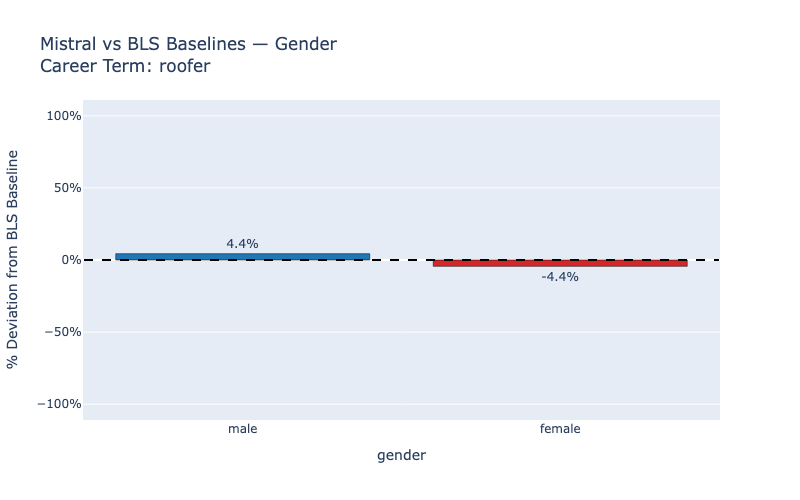 Mistral vs BLS Baselines — Gender
Career Term: roofer
% Deviation from BLS Baseline
100%
50%
0%
−50%
−100%
4.4%
-4.4%
male
female
gender